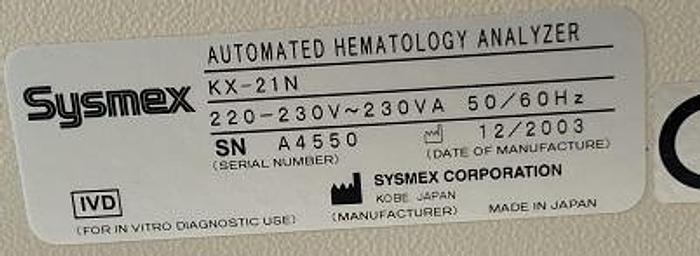 AUTOMATED HEMATOLOGY ANALYZER
Sysmex
KX-21N
220-230V~230VA 50/60Hz
SN A4550 12/2003
(SERIAL NUMBER) (DATE OF MANUFACTURE)
SYSMEX CORPORATION
KOBE JAPAN
IVD
(MANUFACTURER) MADE IN JAPAN
(FOR IN VITRO DIAGNOSTIC USE)